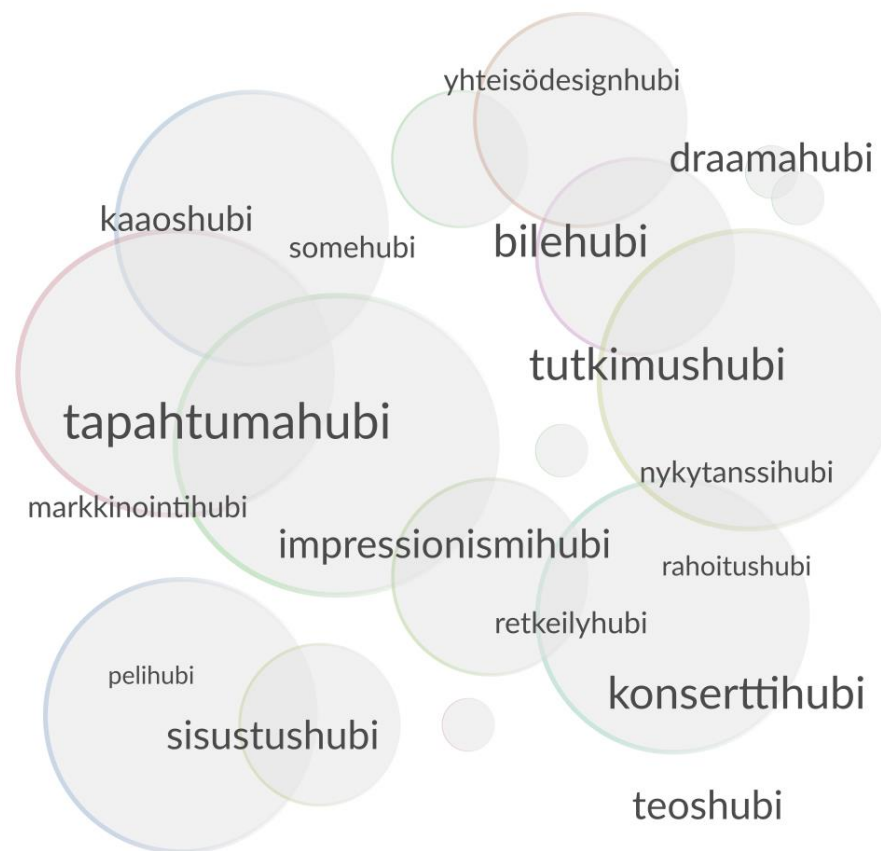 yhteisödesignhubi
draamahubi
kaaoshubi
somehubi
bilehubi
tutkimushubi
tapahtumahubi
nykytanssihubi
markkinointihubi
impressionismihubi
rahoitushubi
retkeilyhubi
pelihubi
konserttihubi
sisustushubi
teoshubi